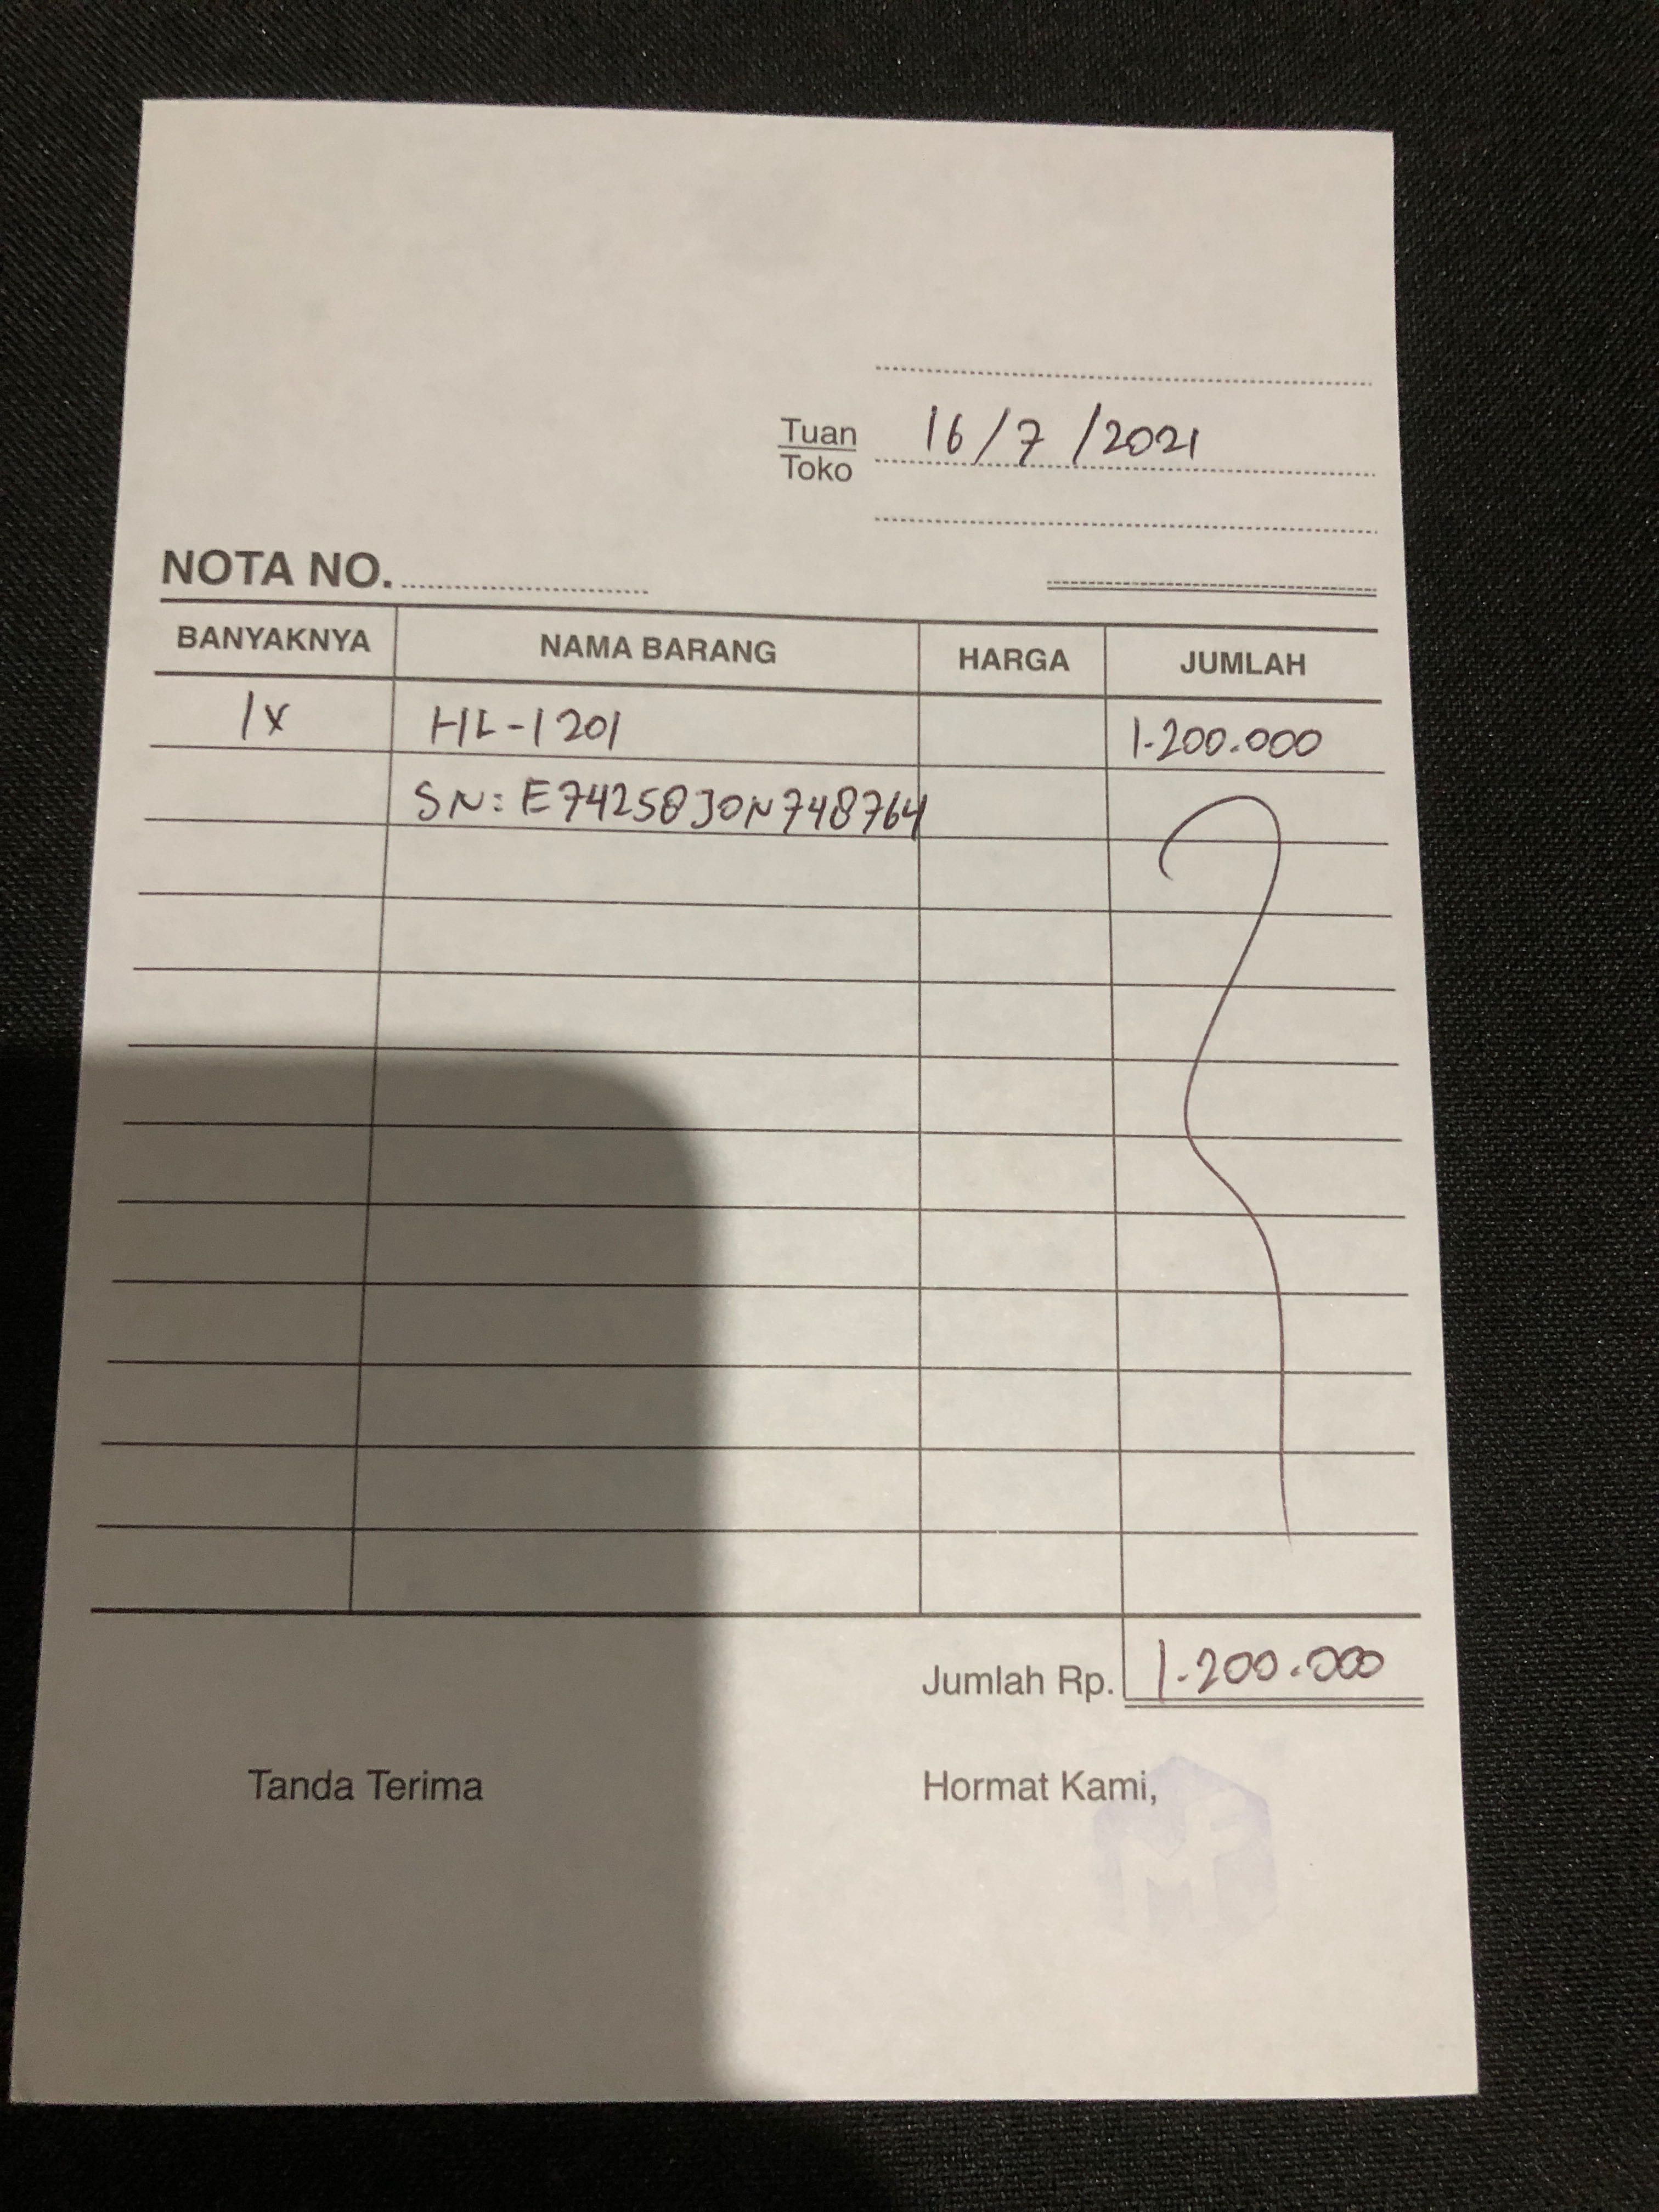 Tuan
Toko
16/7/2021
NOTA NO.
BANYAKNYA NAMA BARANG HARGA JUMLAH
1x HL-1201 1.200.000
SN: E74258J0N748764
Jumlah Rp. 1.200.000
Tanda Terima Hormat Kami,